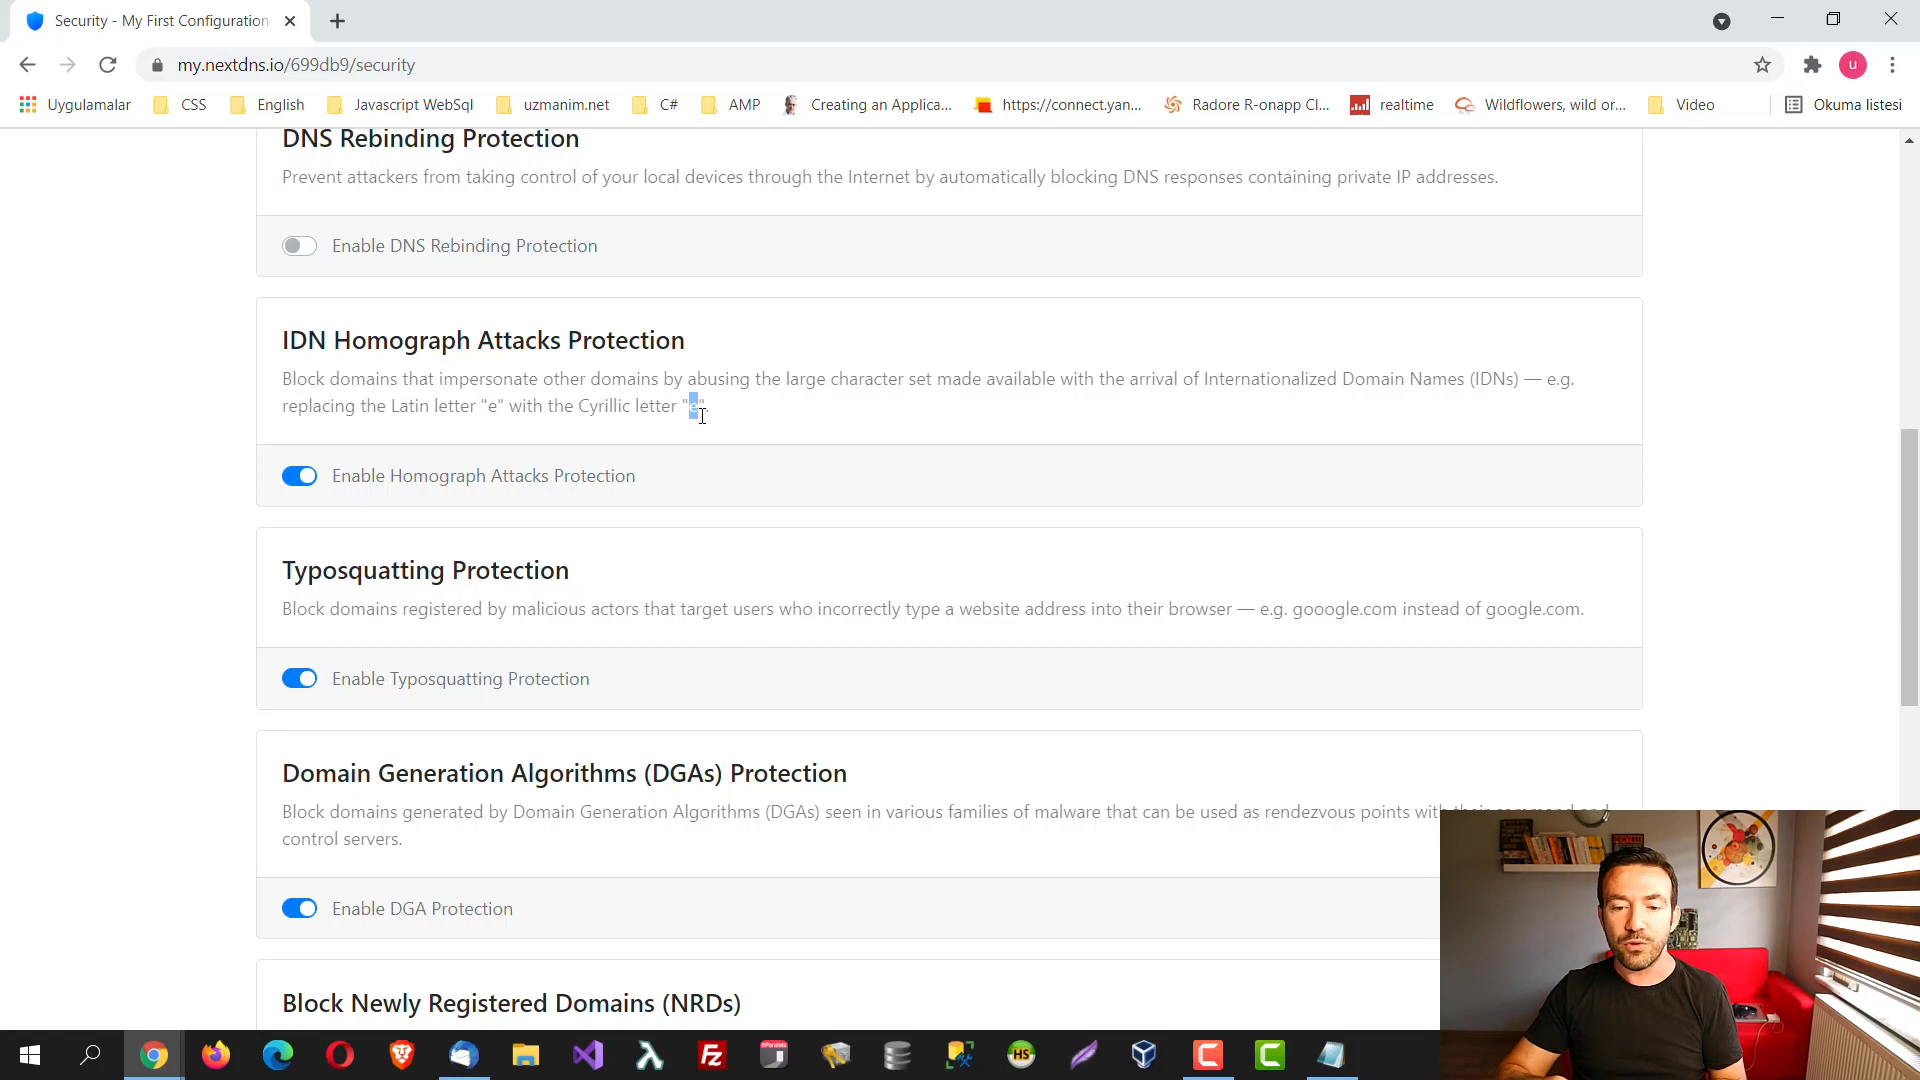 Security - My First Configuration
my.nextdns.io/699db9/security
u
Uygulamalar
CSS
English
Javascript WebSql
uzmanim.net
C#
AMP
Creating an Applica...
https://connect.yan...
Radore R-onapp Cl...
realtime
Wildflowers, wild or...
Video
Okuma listesi
DNS Rebinding Protection
Prevent attackers from taking control of your local devices through the Internet by automatically blocking DNS responses containing private IP addresses.
Enable DNS Rebinding Protection
IDN Homograph Attacks Protection
Block domains that impersonate other domains by abusing the large character set made available with the arrival of Internationalized Domain Names (IDNs) — e.g.
replacing the Latin letter "e" with the Cyrillic letter "е".
Enable Homograph Attacks Protection
Typosquatting Protection
Block domains registered by malicious actors that target users who incorrectly type a website address into their browser — e.g. gooogle.com instead of google.com.
Enable Typosquatting Protection
Domain Generation Algorithms (DGAs) Protection
Block domains generated by Domain Generation Algorithms (DGAs) seen in various families of malware that can be used as rendezvous points with their command and
control servers.
Enable DGA Protection
Block Newly Registered Domains (NRDs)
Fz
HS